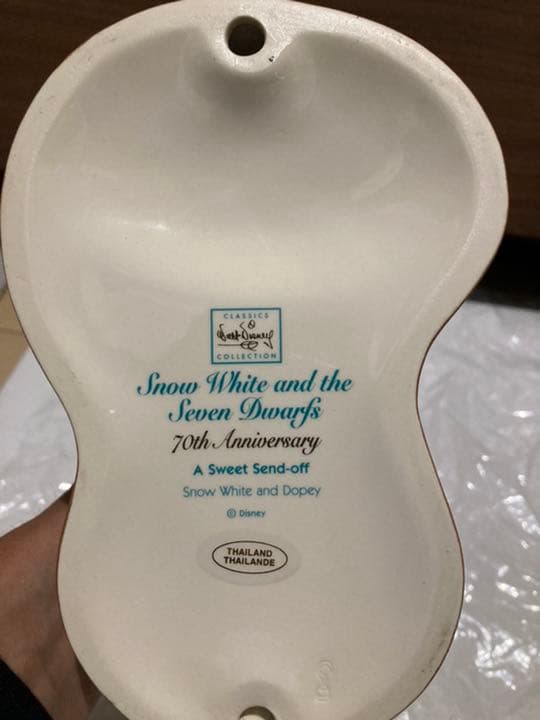 CLASSICS
Walt Disney
COLLECTION
Snow White and the
Seven Dwarfs
70th Anniversary
A Sweet Send-off
Snow White and Dopey
© Disney
THAILAND
THAILANDE